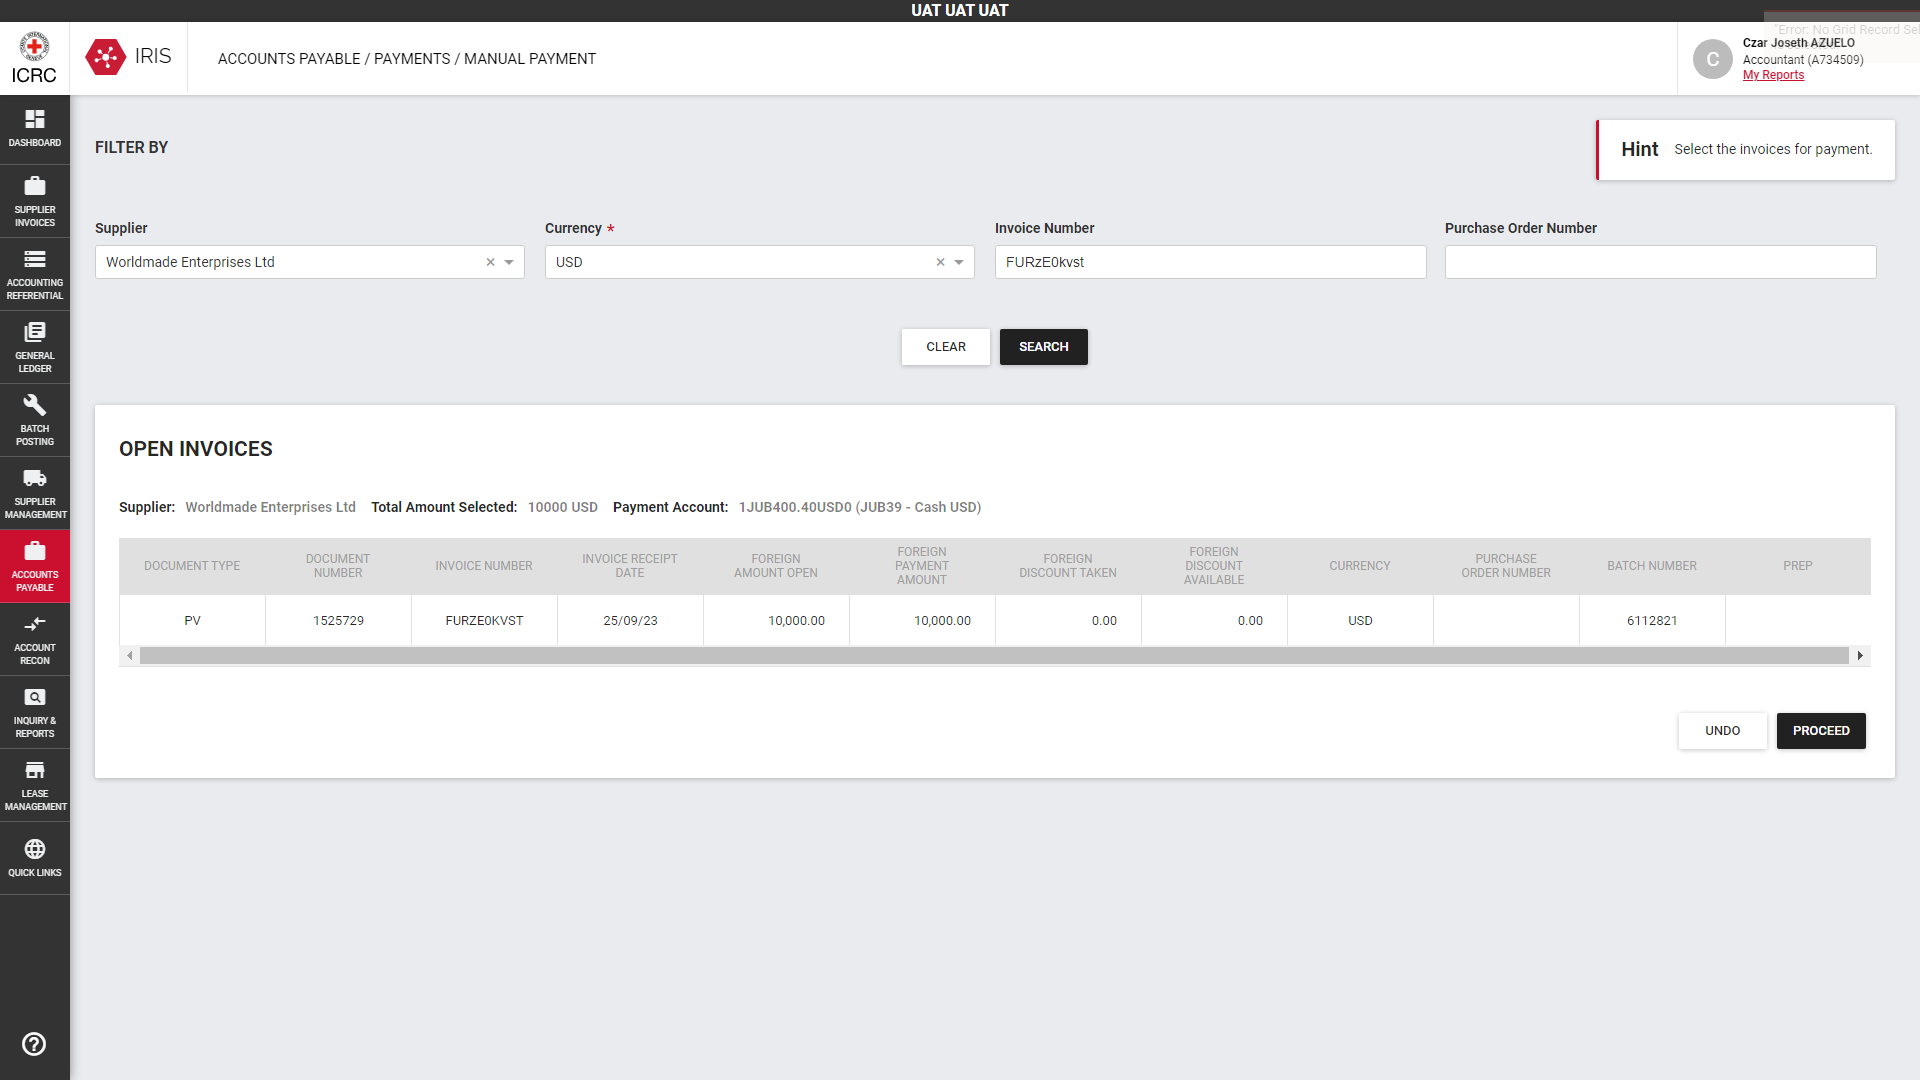 UAT UAT UAT
"Error: No Grid Record Sel
ICRC
IRIS
ACCOUNTS PAYABLE / PAYMENTS / MANUAL PAYMENT
C
Czar Joseth AZUELO
Accountant (A734509)
My Reports
DASHBOARD
SUPPLIER
INVOICES
ACCOUNTING
REFERENTIAL
GENERAL
LEDGER
BATCH
POSTING
SUPPLIER
MANAGEMENT
ACCOUNTS
PAYABLE
ACCOUNT
RECON
INQUIRY &
REPORTS
LEASE
MANAGEMENT
QUICK LINKS
FILTER BY
Hint Select the invoices for payment.
Supplier Currency * Invoice Number Purchase Order Number
Worldmade Enterprises Ltd USD FURzE0kvst
CLEAR SEARCH
OPEN INVOICES
Supplier: Worldmade Enterprises Ltd Total Amount Selected: 10000 USD Payment Account: 1JUB400.40USD0 (JUB39 - Cash USD)
DOCUMENT TYPE DOCUMENT NUMBER INVOICE NUMBER INVOICE RECEIPT DATE FOREIGN AMOUNT OPEN FOREIGN PAYMENT AMOUNT FOREIGN DISCOUNT TAKEN FOREIGN DISCOUNT AVAILABLE CURRENCY PURCHASE ORDER NUMBER BATCH NUMBER PREP
PV 1525729 FURZE0KVST 25/09/23 10,000.00 10,000.00 0.00 0.00 USD 6112821
UNDO PROCEED